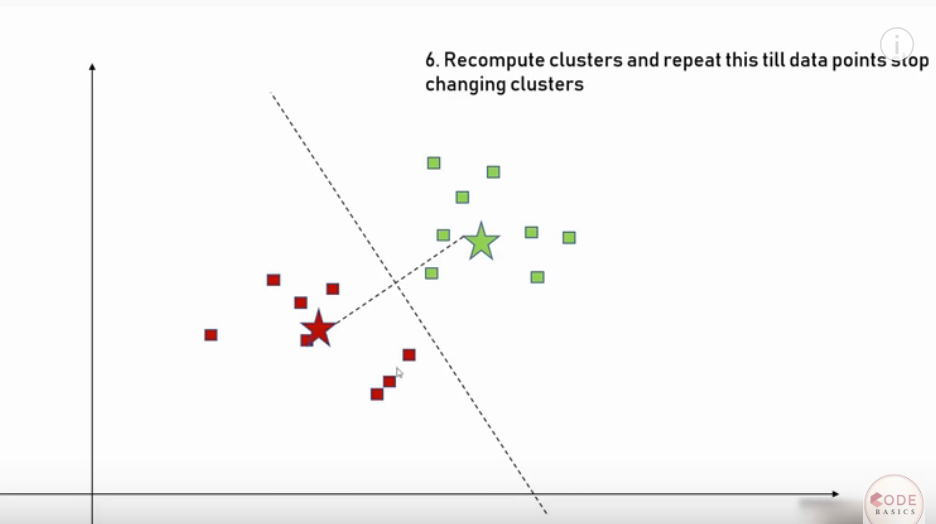 6. Recompute clusters and repeat this till data points stop
changing clusters
CODE
BASICS